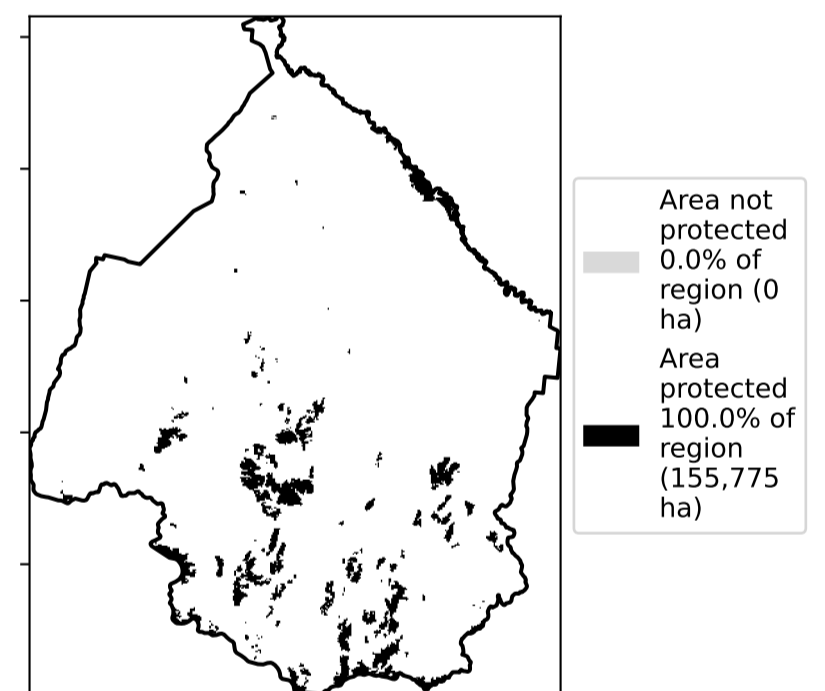 Area not
protected
0.0% of
region (0
ha)
Area
protected
100.0% of
region
(155,775
ha)